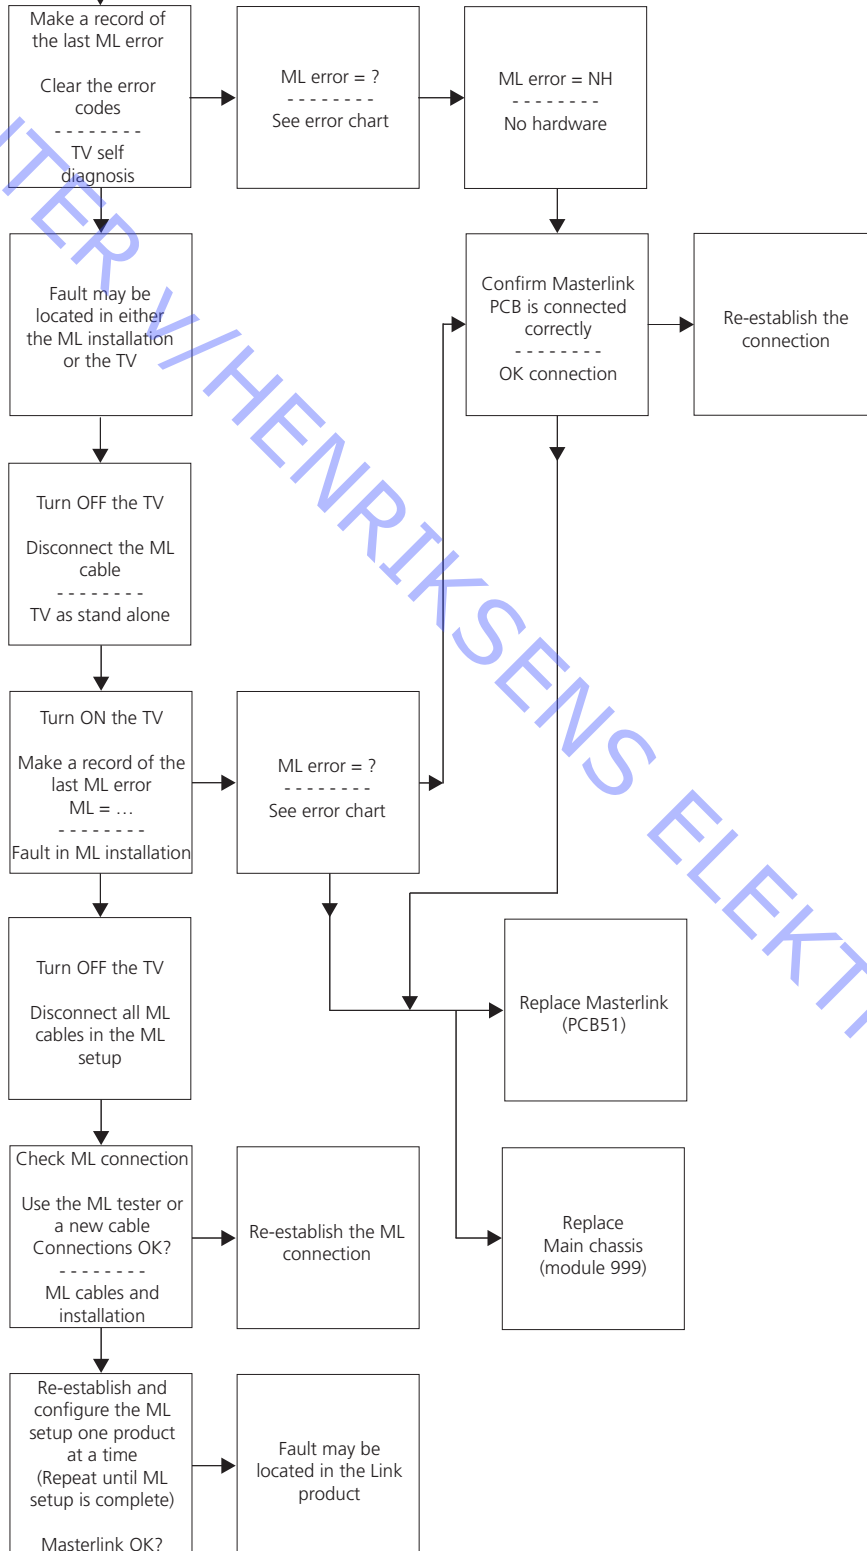 Make a record of
the last ML error
Clear the error
codes
- - - - - - - -
TV self
diagnosis
ML error = ?
- - - - - - - -
See error chart
ML error = NH
- - - - - - - -
No hardware
Fault may be
located in either
the ML installation
or the TV
Confirm Masterlink
PCB is connected
correctly
- - - - - - - -
OK connection
Re-establish the
connection
Turn OFF the TV
Disconnect the ML
cable
- - - - - - - -
TV as stand alone
Turn ON the TV
Make a record of the
last ML error
ML = ...
- - - - - - - -
Fault in ML installation
ML error = ?
- - - - - - - -
See error chart
Turn OFF the TV
Disconnect all ML
cables in the ML
setup
Replace Masterlink
(PCB51)
Check ML connection
Use the ML tester or
a new cable
Connections OK?
- - - - - - - -
ML cables and
installation
Re-establish the ML
connection
Replace
Main chassis
(module 999)
Re-establish and
configure the ML
setup one product
at a time
(Repeat until ML
setup is complete)
Masterlink OK?
Fault may be
located in the Link
product
v/HENRIKSENS